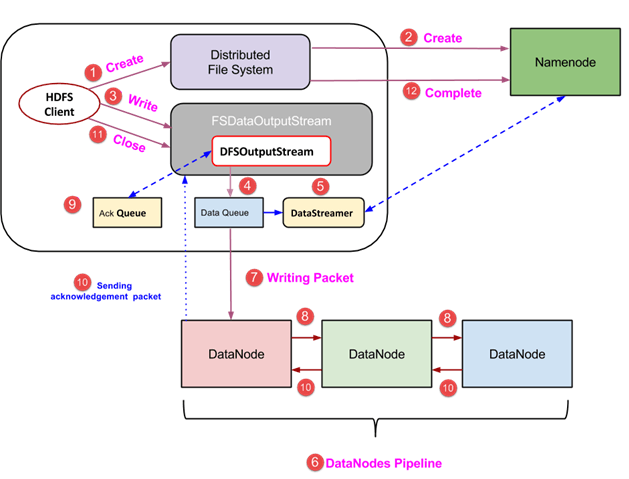 1 Create
Distributed
File System
2 Create
Namenode
12 Complete
HDFS
Client
3 Write
11 Close
FSDataOutputStream
DFSOutputStream
4
5
9
Ack Queue
Data Queue
DataStreamer
10 Sending
acknowledgement packet
7 Writing Packet
8
8
DataNode
DataNode
DataNode
10
10
6 DataNodes Pipeline